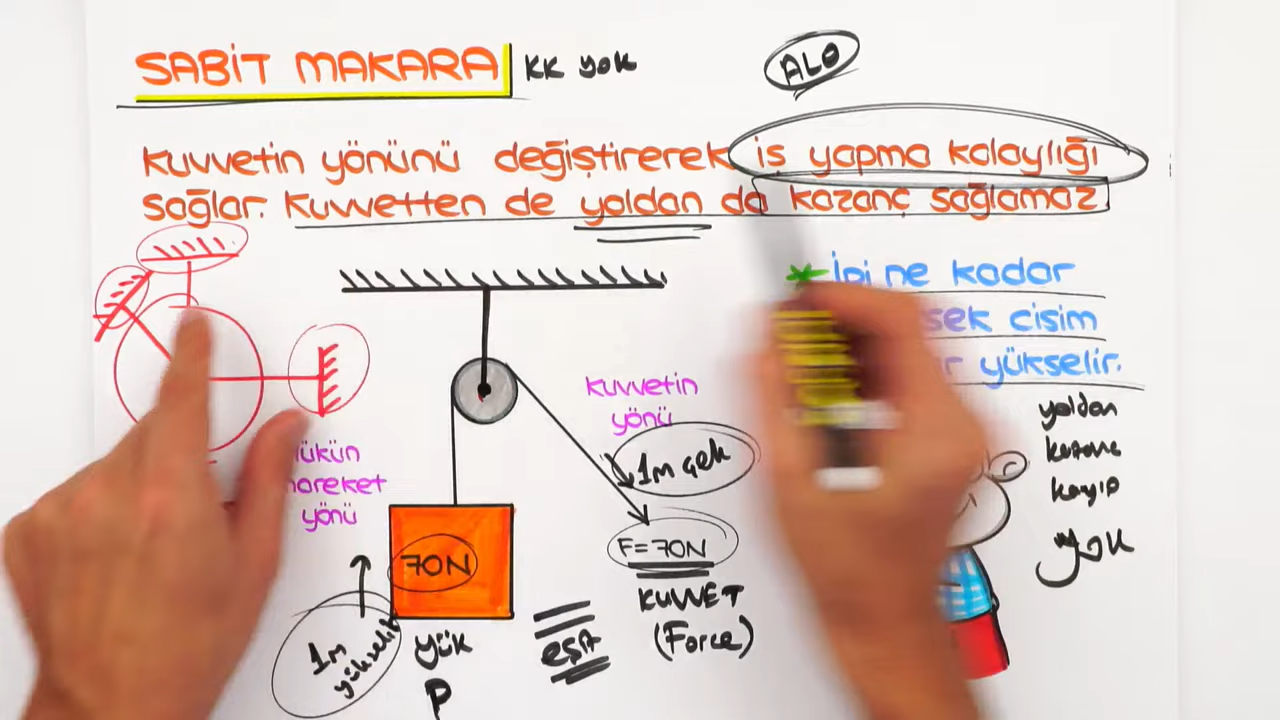 SABİT MAKARA
KK yok
ALO
Kuvvetin yönünü değiştirerek iş yapma kolaylığı
sağlar. Kuvvetten de yoldan da kazanç sağlamaz
* İpi ne kadar
sek cisim
r yükselir.
kuvvetin
yönü
1m çek
F=70N
KUVVET
(Force)
yükün
hareket
yönü
70N
1m
yükselir
yük
P
eşit
yoldan
kazanç
kayıp
yok